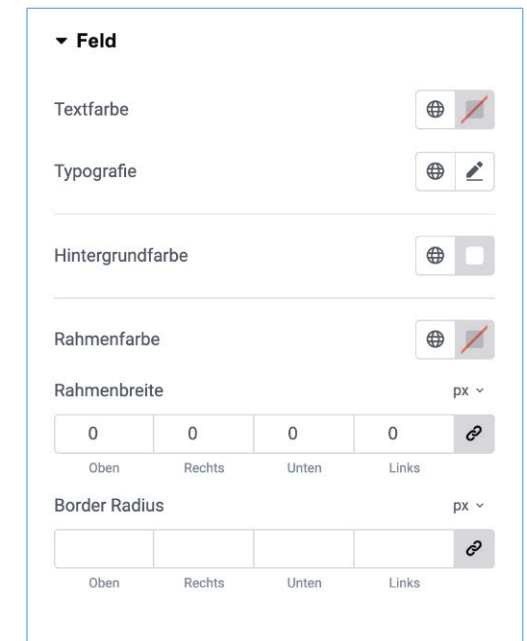 Feld
Textfarbe
Typografie
Hintergrundfarbe
Rahmenfarbe
Rahmenbreite px
0 0 0 0
Oben Rechts Unten Links
Border Radius px
Oben Rechts Unten Links